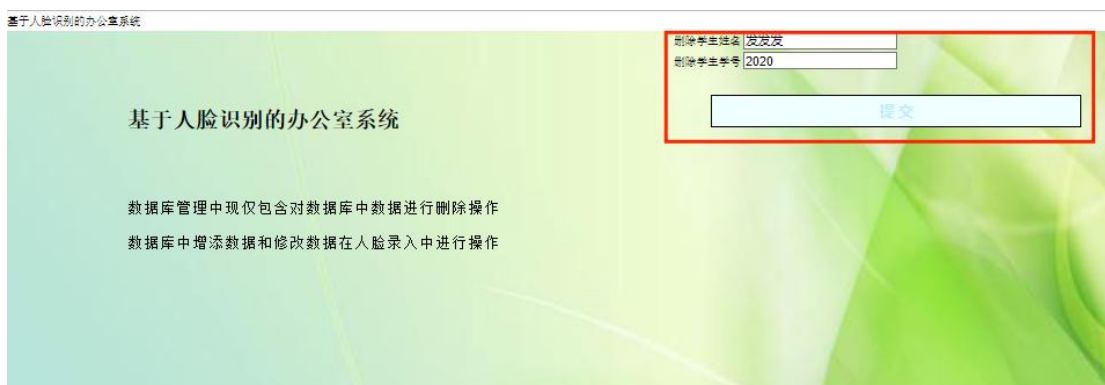 基于人脸识别的办公室系统
删除学生姓名 发发发
删除学生学号 2020
提交
基于人脸识别的办公室系统
数据库管理中现仅包含对数据库中数据进行删除操作
数据库中增添数据和修改数据在人脸录入中进行操作